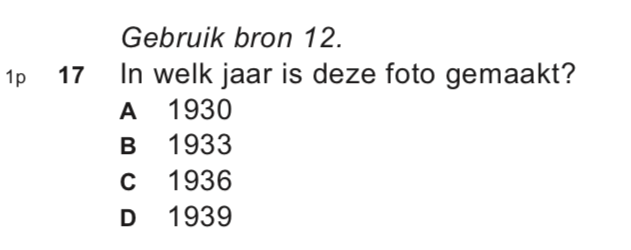 Gebruik bron 12.
1p 17 In welk jaar is deze foto gemaakt?
A 1930
B 1933
C 1936
D 1939